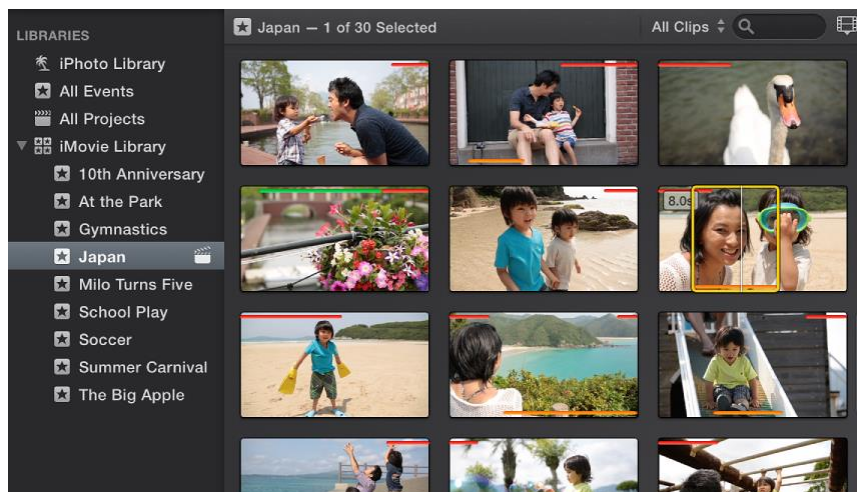 LIBRARIES
iPhoto Library
All Events
All Projects
iMovie Library
10th Anniversary
At the Park
Gymnastics
Japan
Milo Turns Five
School Play
Soccer
Summer Carnival
The Big Apple
Japan — 1 of 30 Selected
All Clips
8.0s